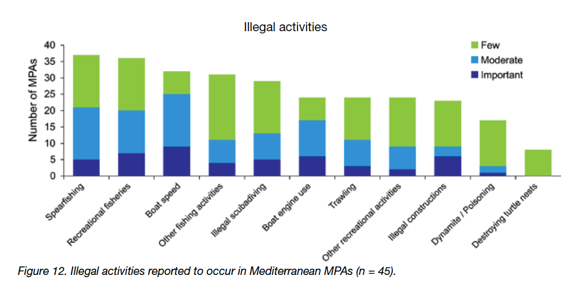 Illegal activities
Few
Moderate
Important
Number of MPAs
40
35
30
25
20
15
10
5
0
Spearfishing
Recreational fisheries
Boat speed
Other fishing activities
Illegal scubadiving
Boat engine use
Trawling
Other recreational activities
Illegal constructions
Dynamite / Poisoning
Destroying turtle nests
Figure 12. Illegal activities reported to occur in Mediterranean MPAs (n = 45).